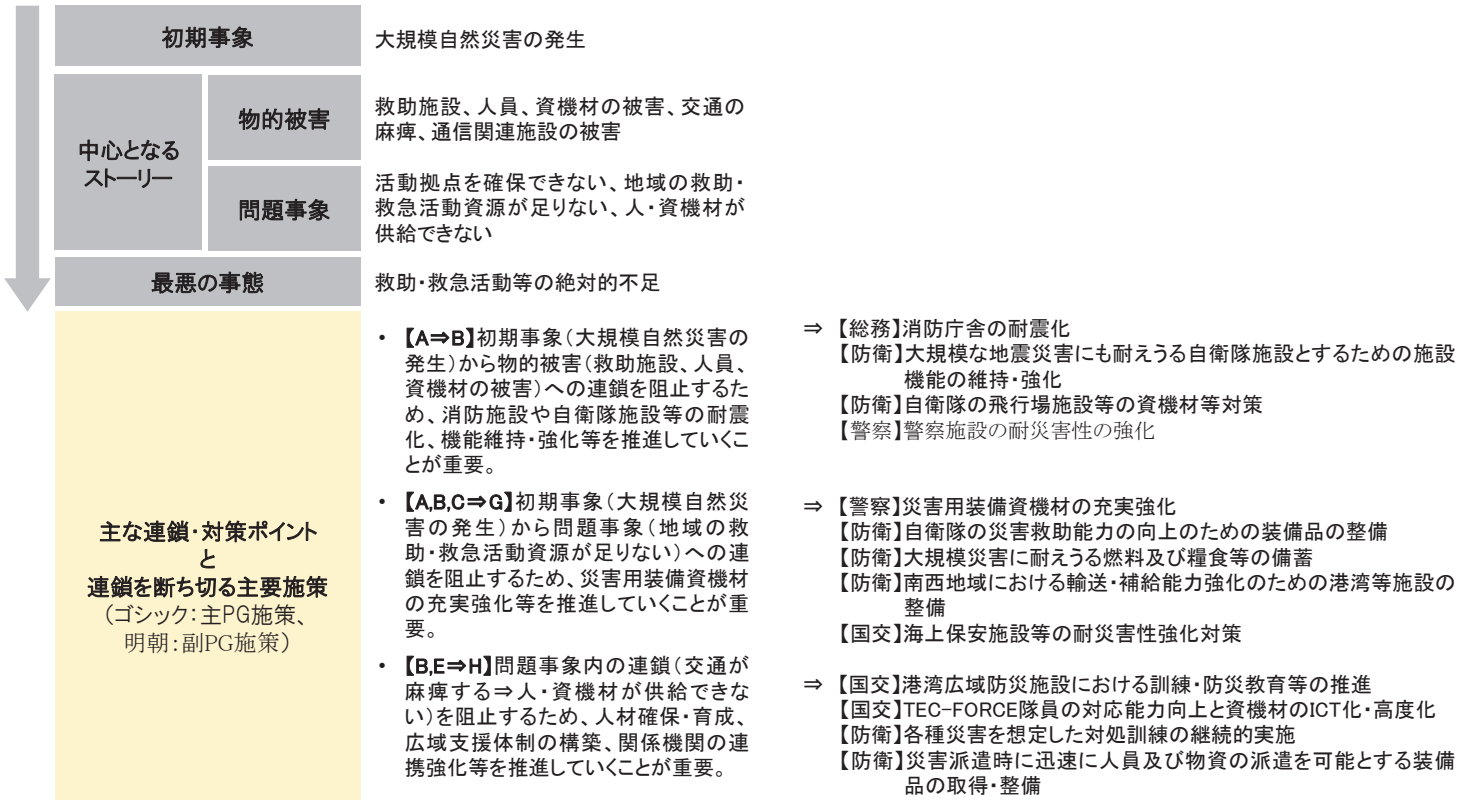 初期事象
大規模自然災害の発生
中心となる
ストーリー
物的被害
救助施設、人員、資機材の被害、交通の
麻痺、通信関連施設の被害
問題事象
活動拠点を確保できない、地域の救助・
救急活動資源が足りない、人・資機材が
供給できない
最悪の事態
救助・救急活動等の絶対的不足
主な連鎖・対策ポイント
と
連鎖を断ち切る主要施策
（ゴシック：主PG施策、
明朝：副PG施策）
・ 【A⇒B】初期事象（大規模自然災害の
発生）から物的被害（救助施設、人員、
資機材の被害）への連鎖を阻止するた
め、消防施設や自衛隊施設等の耐震
化、機能維持・強化等を推進していくこ
とが重要。
⇒ 【総務】消防庁舎の耐震化
【防衛】大規模な地震災害にも耐えうる自衛隊施設とするための施設
機能の維持・強化
【防衛】自衛隊の飛行場施設等の資機材等対策
【警察】警察施設の耐災害性の強化
・ 【A,B,C⇒G】初期事象（大規模自然災
害の発生）から問題事象（地域の救
助・救急活動資源が足りない）への連
鎖を阻止するため、災害用装備資機材
の充実強化等を推進していくことが重
要。
⇒ 【警察】災害用装備資機材の充実強化
【防衛】自衛隊の災害救助能力の向上のための装備品の整備
【防衛】大規模災害に耐えうる燃料及び糧食等の備蓄
【防衛】南西地域における輸送・補給能力強化のための港湾等施設の
整備
【国交】海上保安施設等の耐災害性強化対策
・ 【B,E⇒H】問題事象内の連鎖（交通が
麻痺する⇒人・資機材が供給できな
い）を阻止するため、人材確保・育成、
広域支援体制の構築、関係機関の連
携強化等を推進していくことが重要。
⇒ 【国交】港湾広域防災施設における訓練・防災教育等の推進
【国交】TEC-FORCE隊員の対応能力向上と資機材のICT化・高度化
【防衛】各種災害を想定した対処訓練の継続的実施
【防衛】災害派遣時に迅速に人員及び物資の派遣を可能とする装備
品の取得・整備